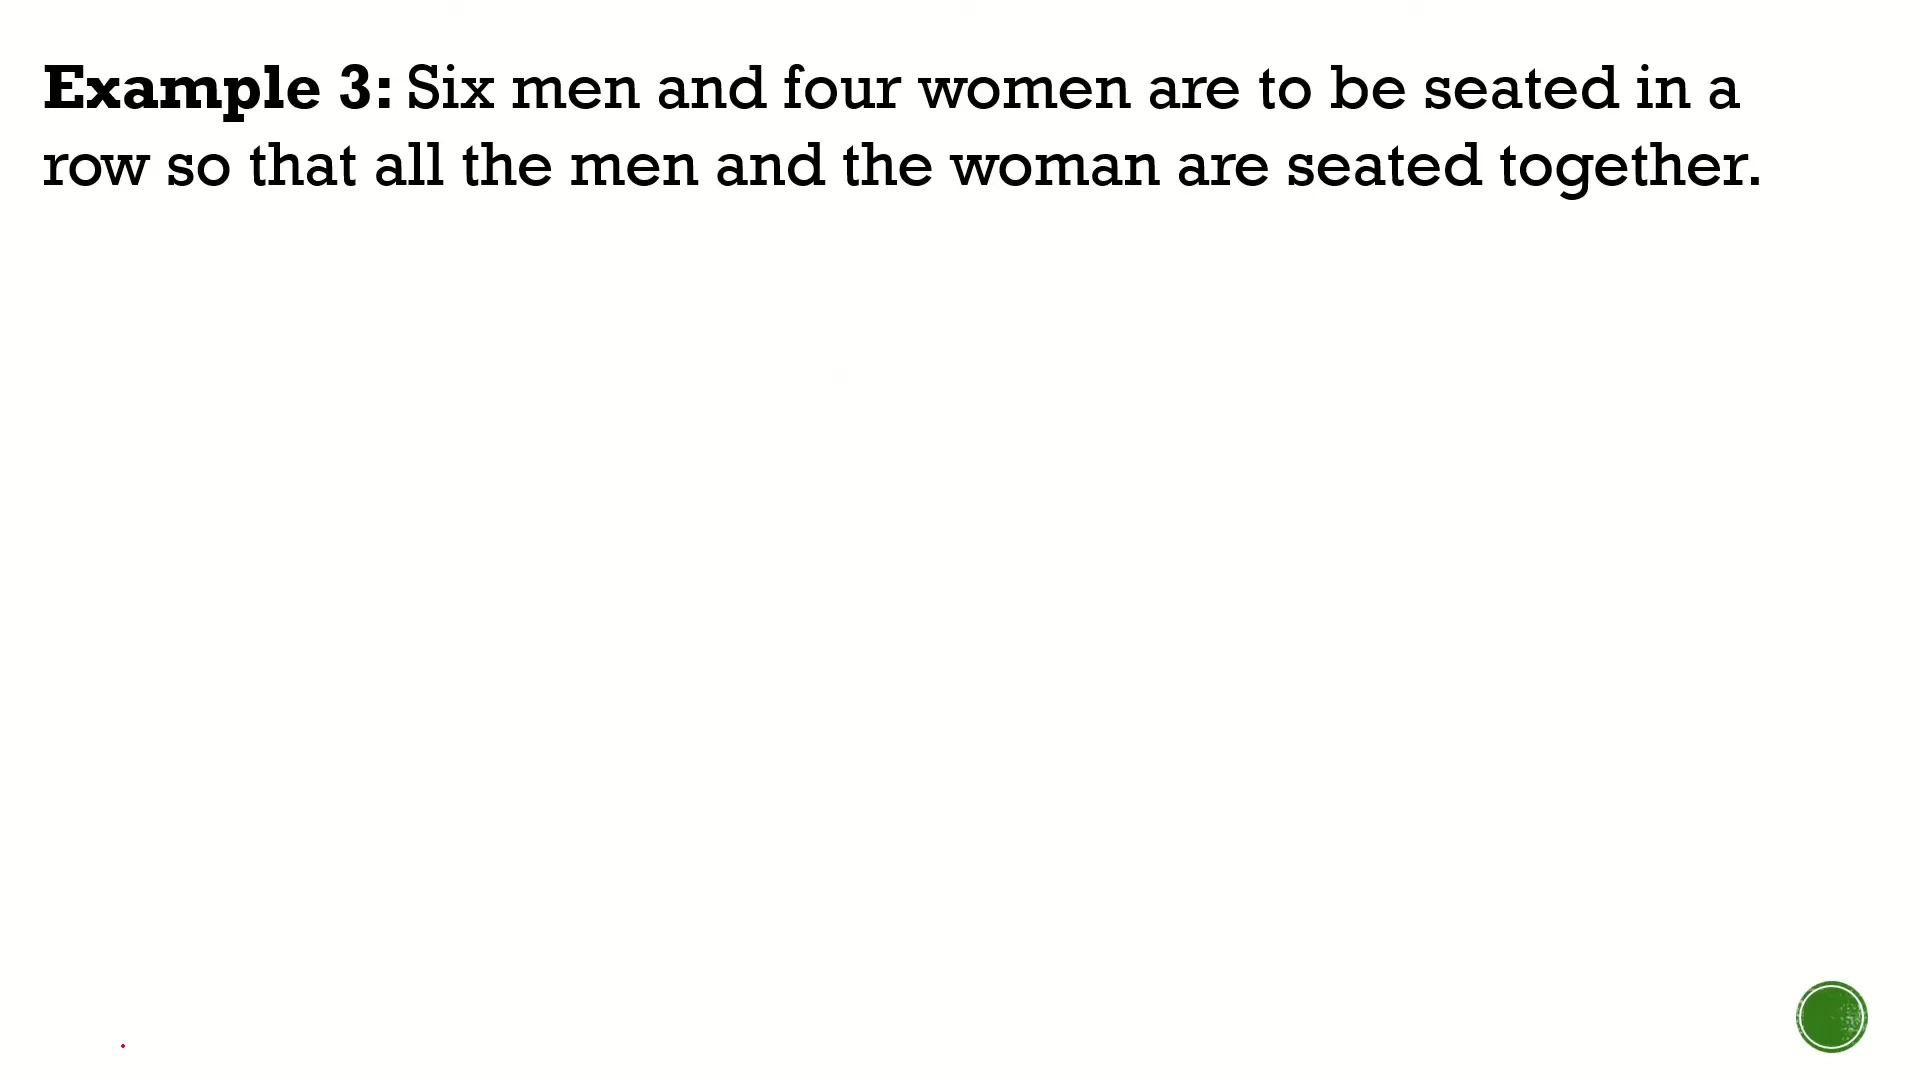 Example 3: Six men and four women are to be seated in a
row so that all the men and the woman are seated together.